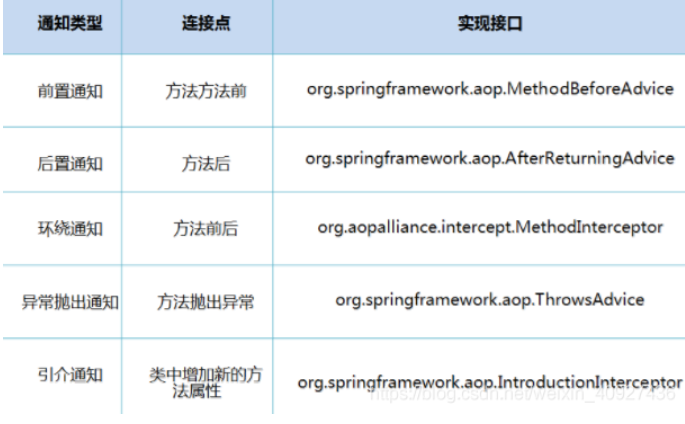 通知类型 连接点 实现接口
前置通知 方法方法前 org.springframework.aop.MethodBeforeAdvice
后置通知 方法后 org.springframework.aop.AfterReturningAdvice
环绕通知 方法前后 org.aopalliance.intercept.MethodInterceptor
异常抛出通知 方法抛出异常 org.springframework.aop.ThrowsAdvice
引介通知 类中增加新的方
法属性 org.springframework.aop.IntroductionInterceptor
https://blog.csdn.net/weixin_40927436